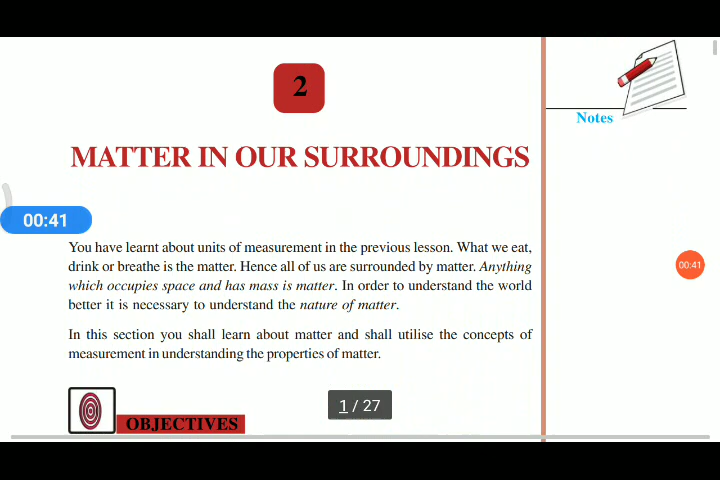 2
Notes
MATTER IN OUR SURROUNDINGS
00:41
You have learnt about units of measurement in the previous lesson. What we eat,
drink or breathe is the matter. Hence all of us are surrounded by matter. Anything
which occupies space and has mass is matter. In order to understand the world
better it is necessary to understand the nature of matter.
00:41
In this section you shall learn about matter and shall utilise the concepts of
measurement in understanding the properties of matter.
1 / 27
OBJECTIVES